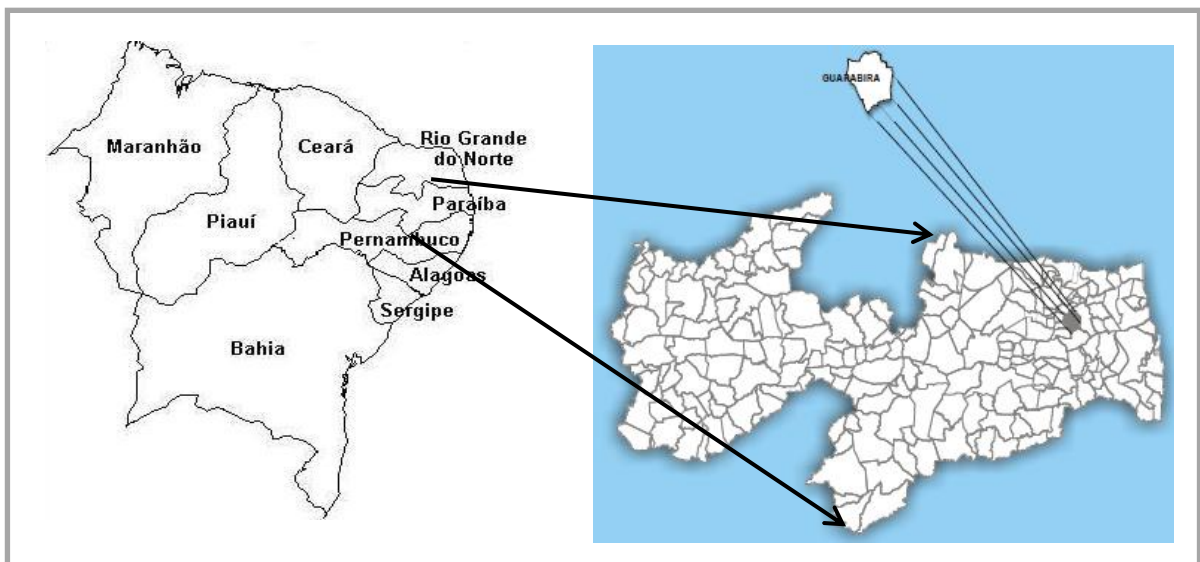 Maranhão
Ceará
Rio Grande
do Norte
Paraíba
Piauí
Pernambuco
Alagoas
Sergipe
Bahia
GUARABIRA